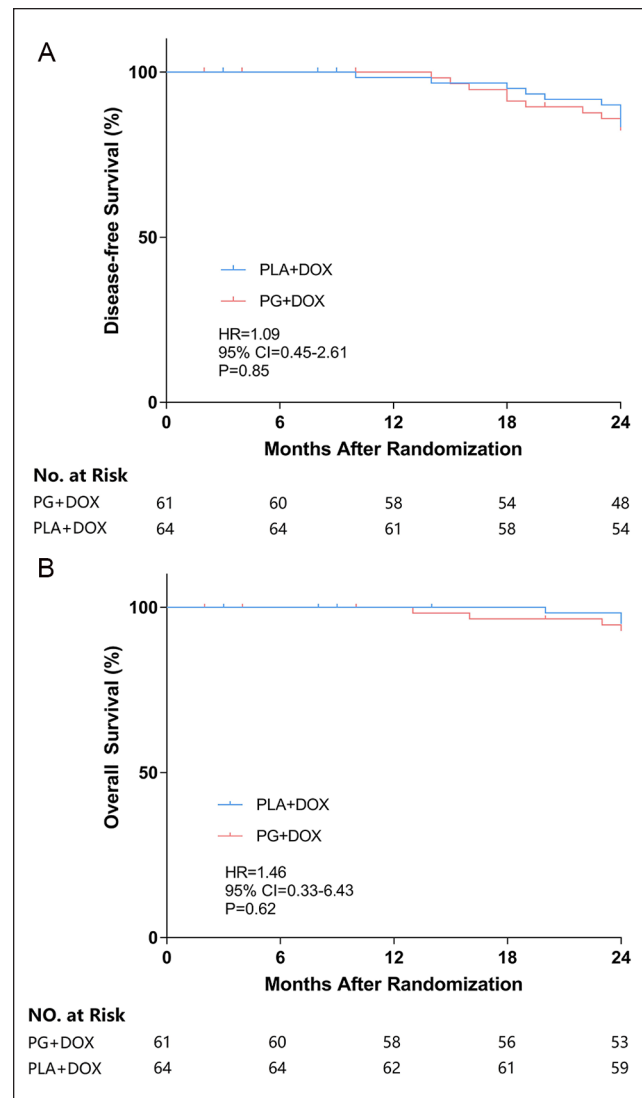 A
Disease-free Survival (%)
100
50
0
PLA+DOX
PG+DOX
HR=1.09
95% CI=0.45-2.61
P=0.85
0 6 12 18 24
Months After Randomization
No. at Risk
PG+DOX 61 60 58 54 48
PLA+DOX 64 64 61 58 54
B
Overall Survival (%)
100
50
0
PLA+DOX
PG+DOX
HR=1.46
95% CI=0.33-6.43
P=0.62
0 6 12 18 24
Months After Randomization
NO. at Risk
PG+DOX 61 60 58 56 53
PLA+DOX 64 64 62 61 59